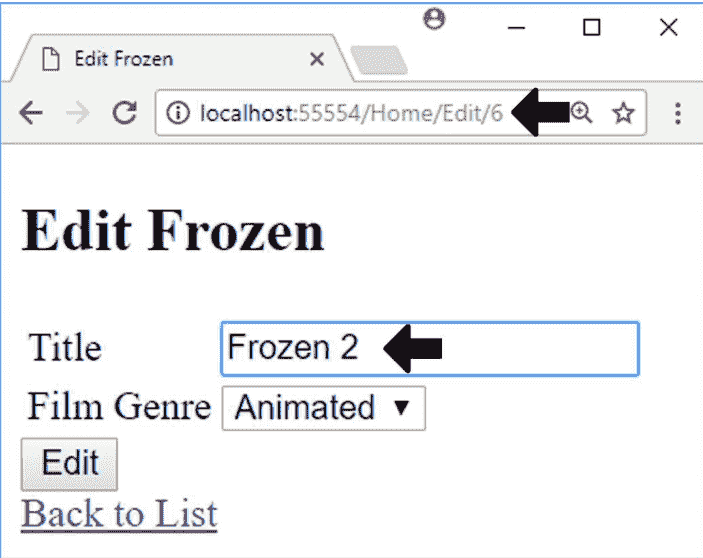 Edit Frozen
localhost:55554/Home/Edit/6
Edit Frozen
Title Frozen 2
Film Genre Animated
Edit
Back to List